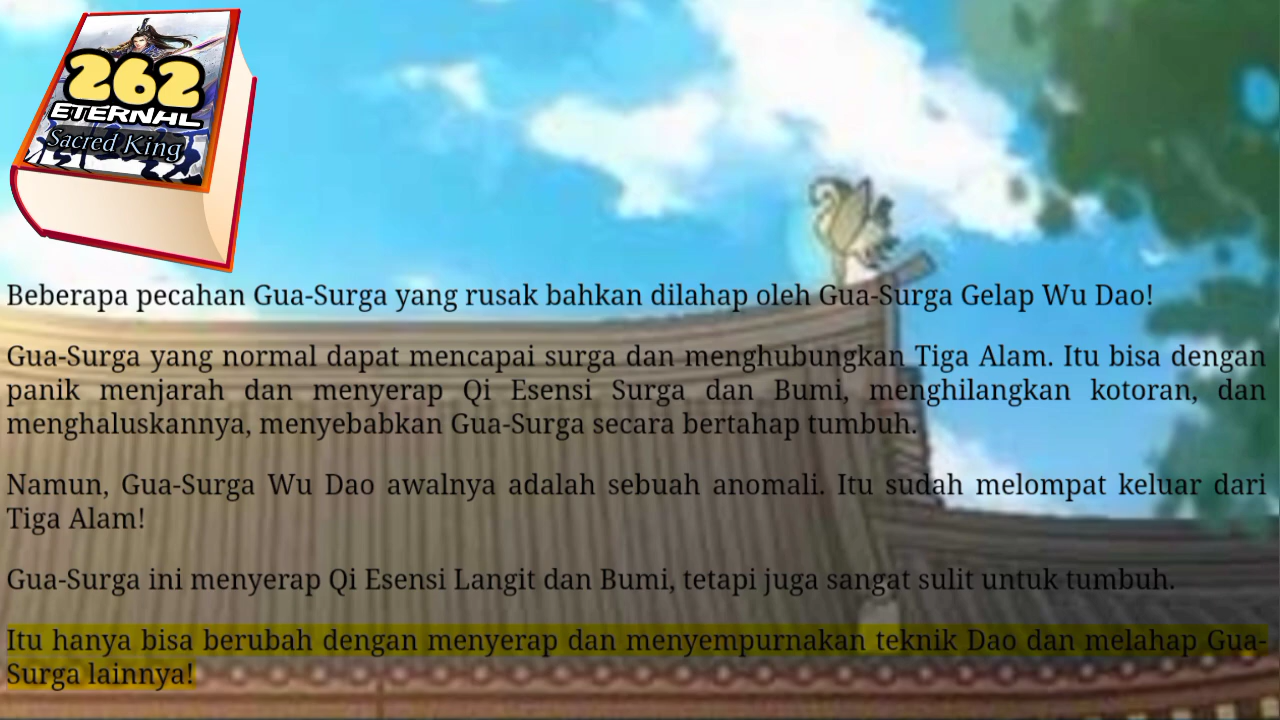 262
ETERNAL
Sacred King
Beberapa pecahan Gua-Surga yang rusak bahkan dilahap oleh Gua-Surga Gelap Wu Dao!
Gua-Surga yang normal dapat mencapai surga dan menghubungkan Tiga Alam. Itu bisa dengan
panik menjarah dan menyerap Qi Esensi Surga dan Bumi, menghilangkan kotoran, dan
menghaluskannya, menyebabkan Gua-Surga secara bertahap tumbuh.
Namun, Gua-Surga Wu Dao awalnya adalah sebuah anomali. Itu sudah melompat keluar dari
Tiga Alam!
Gua-Surga ini menyerap Qi Esensi Langit dan Bumi, tetapi juga sangat sulit untuk tumbuh.
Itu hanya bisa berubah dengan menyerap dan menyempurnakan teknik Dao dan melahap Gua-
Surga lainnya!